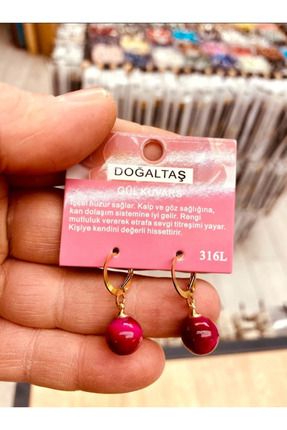 DOĞALTAŞ
GÜL KUVARS
İçsel huzur sağlar. Kalp ve göz sağlığına,
kan dolaşım sistemine iyi gelir. Rengi
mutluluk vererek etrafa sevgi titreşimi yayar.
Kişiye kendini değerli hissettirir.
316L